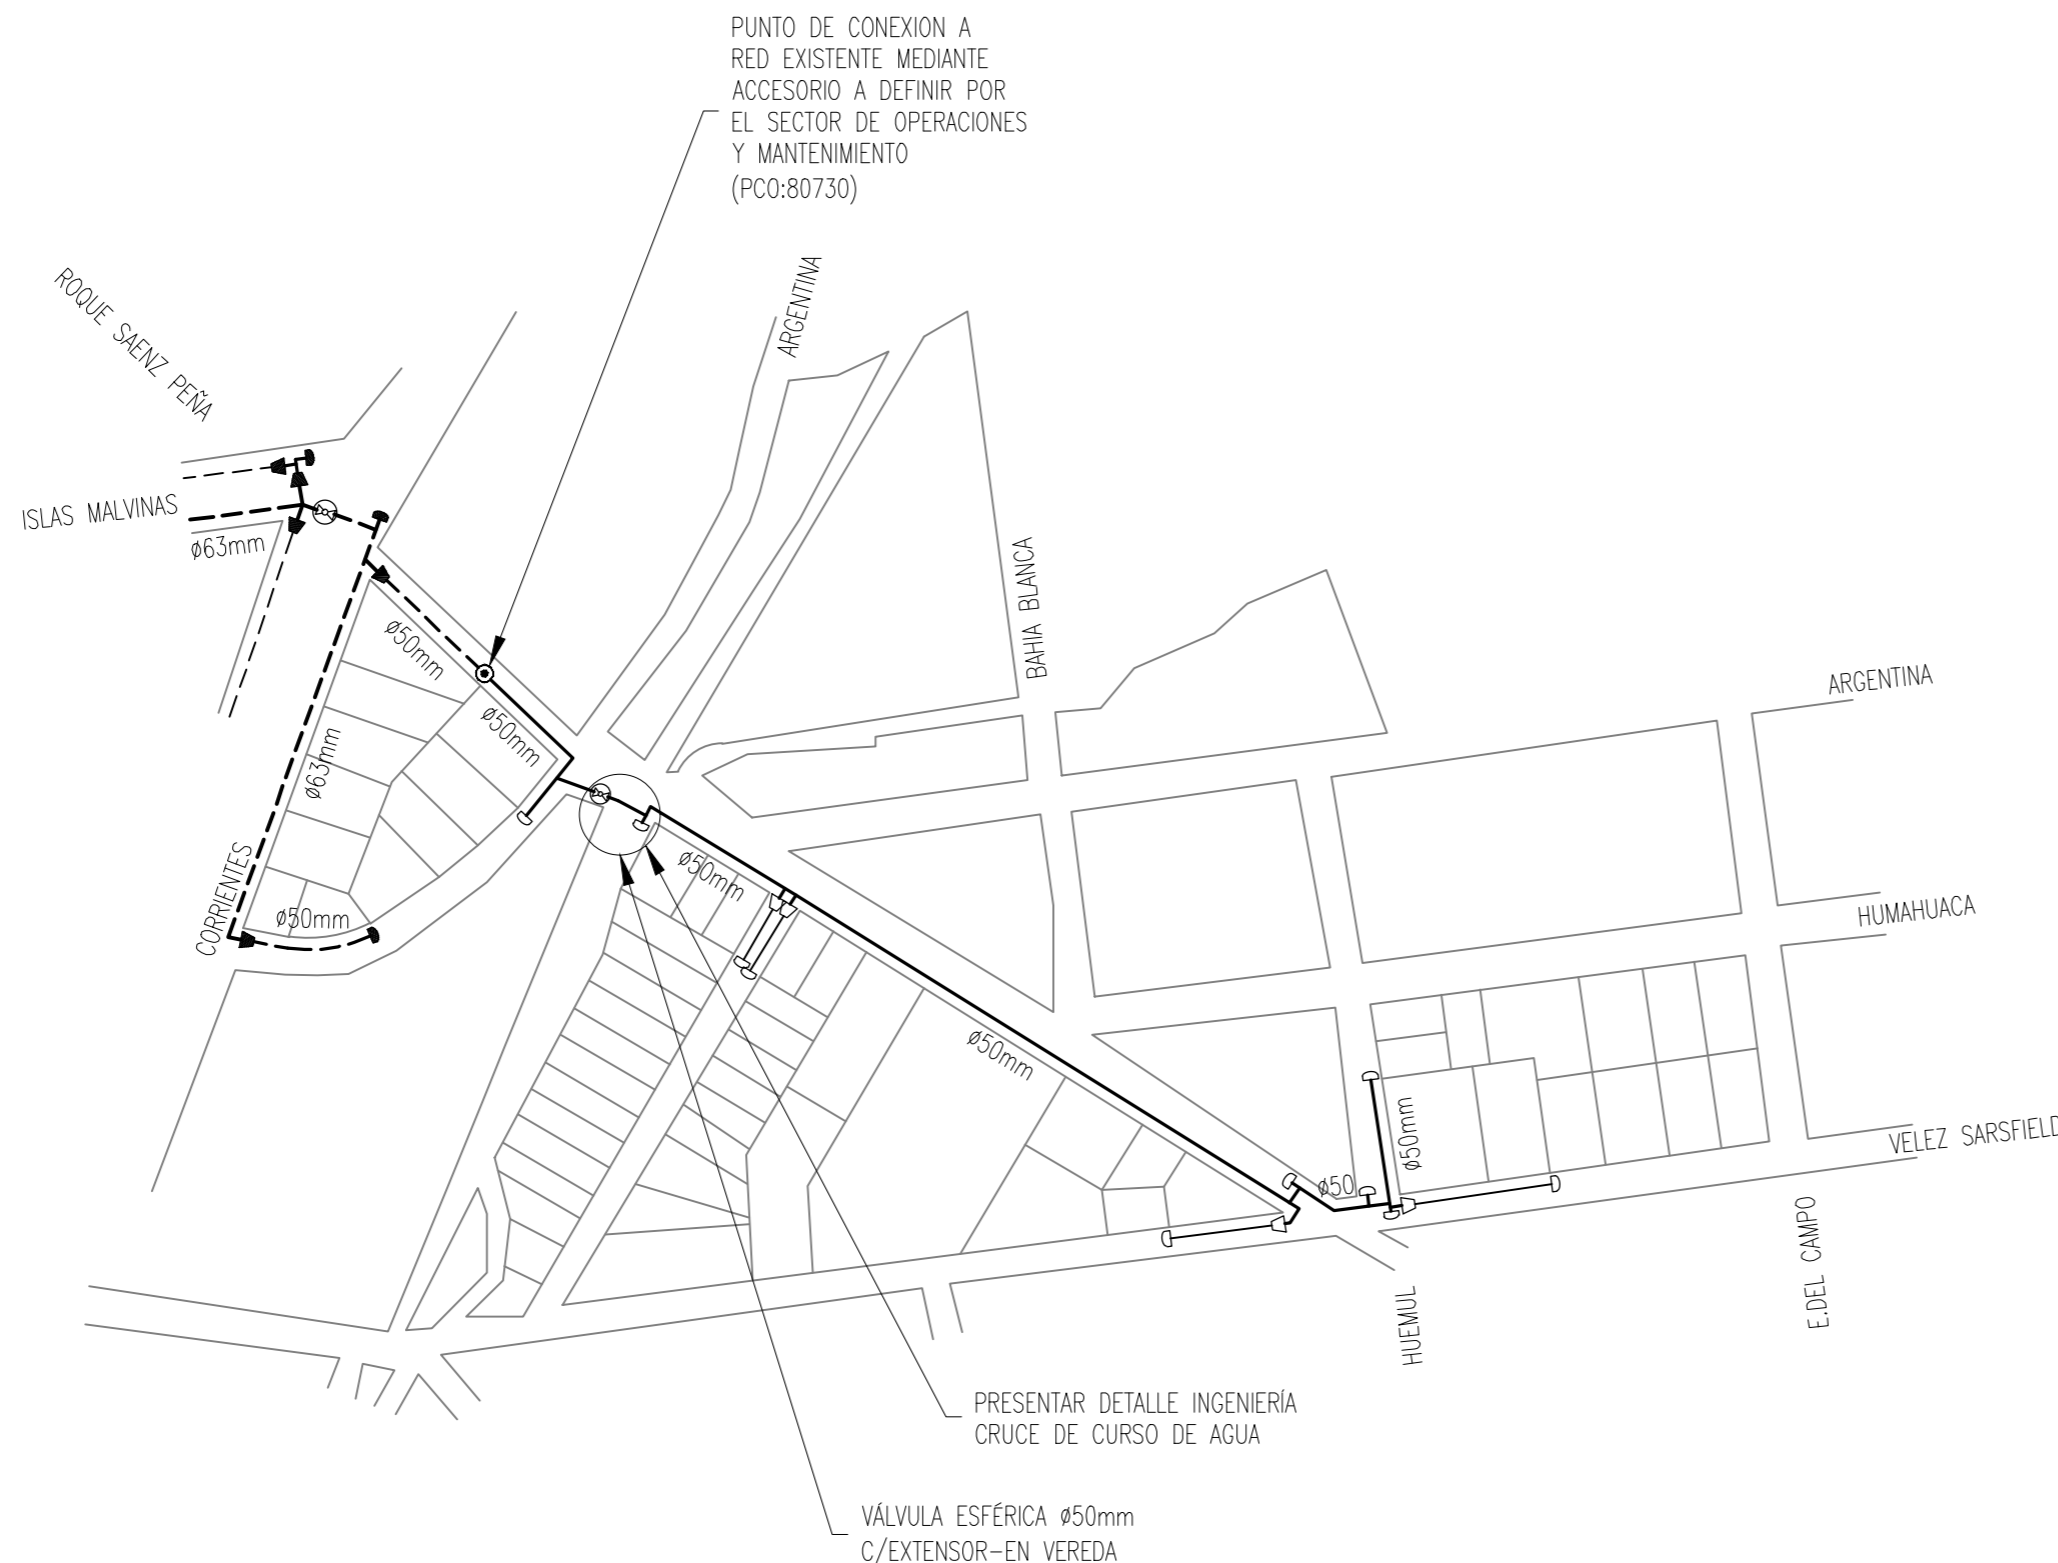 PUNTO DE CONEXION A
RED EXISTENTE MEDIANTE
ACCESORIO A DEFINIR POR
EL SECTOR DE OPERACIONES
Y MANTENIMIENTO
(PCO:80730)
ROQUE SAENZ PEÑA
ARGENTINA
ISLAS MALVINAS
ø63mm
BAHIA BLANCA
ø50mm
ARGENTINA
ø50mm
ø63mm
CORRIENTES
ø50mm
ø50mm
HUMAHUACA
ø50mm
ø50mm
VELEZ SARSFIELD
ø50
E.DEL CAMPO
HUEMUL
PRESENTAR DETALLE INGENIERÍA
CRUCE DE CURSO DE AGUA
VÁLVULA ESFÉRICA ø50mm
C/EXTENSOR-EN VEREDA